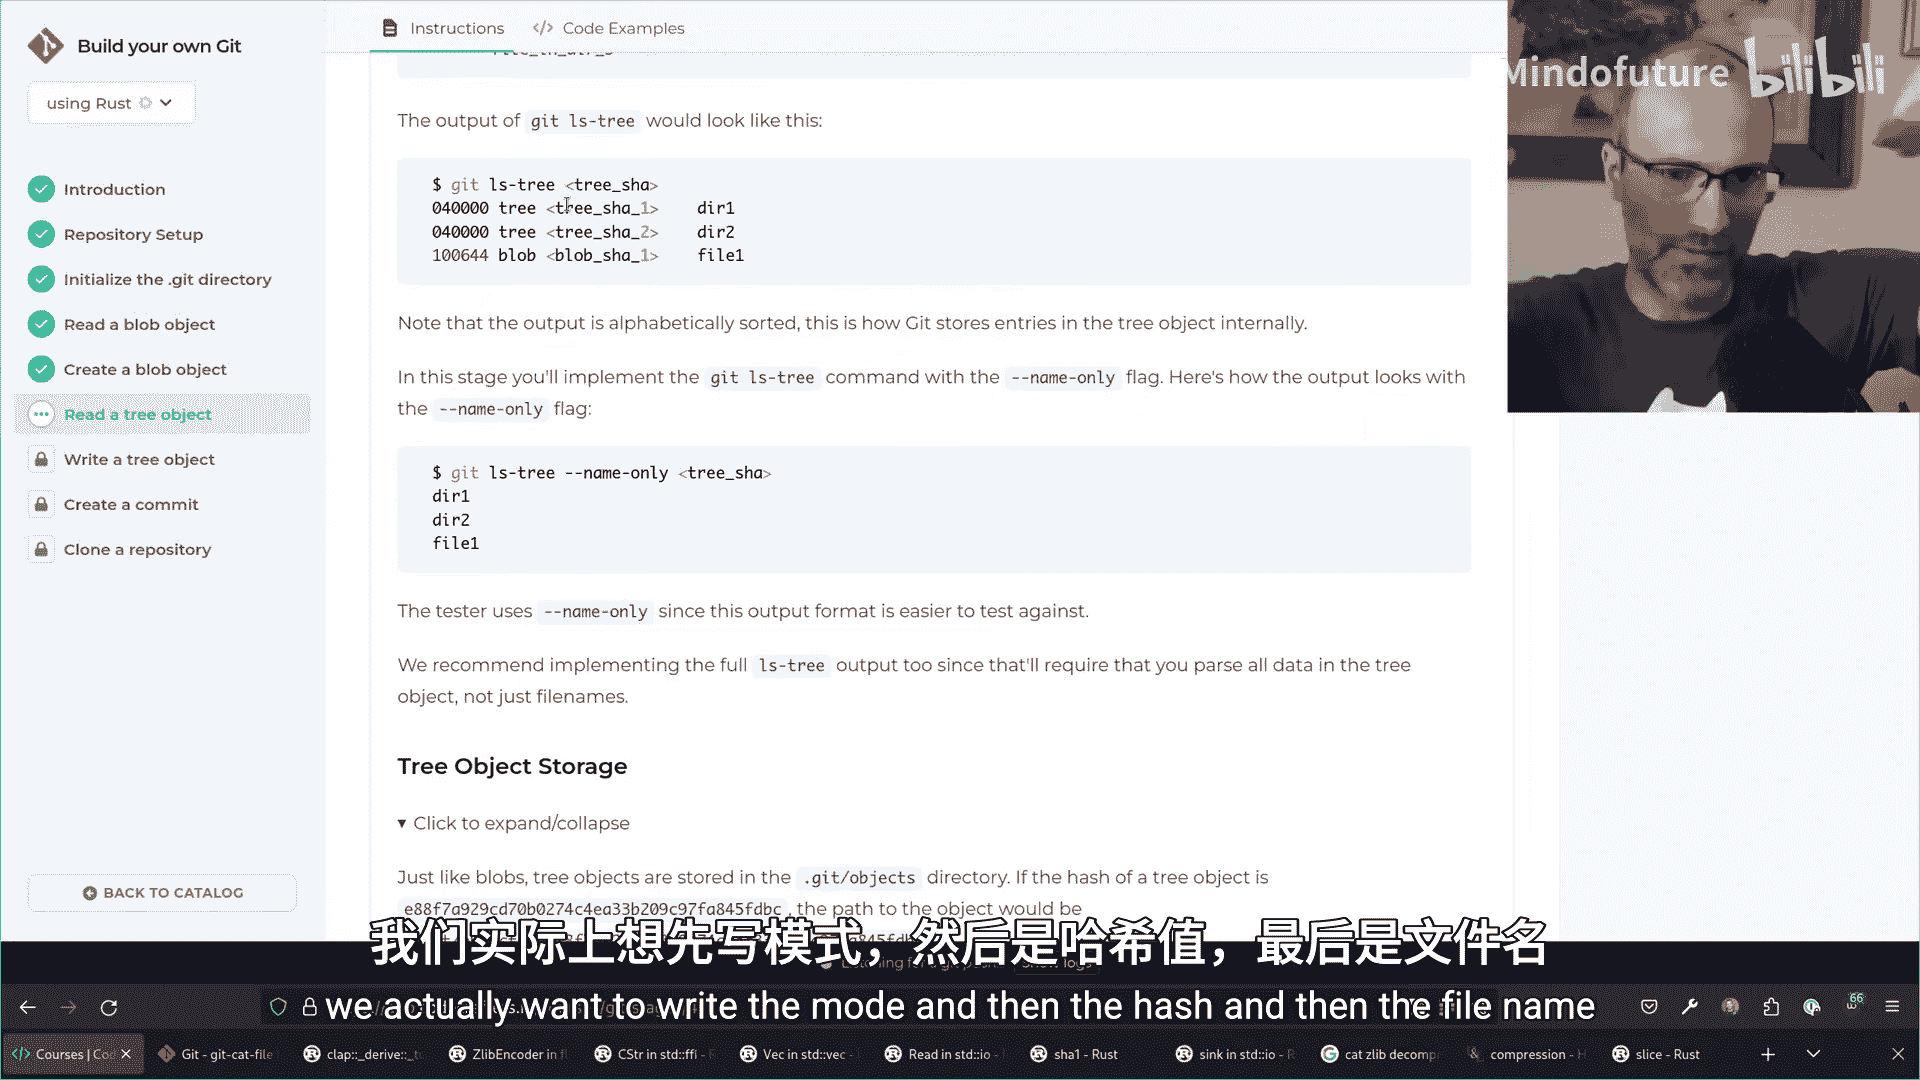 Build your own Git
using Rust
Introduction
Repository Setup
Initialize the .git directory
Read a blob object
Create a blob object
Read a tree object
Write a tree object
Create a commit
Clone a repository
BACK TO CATALOG
Instructions
Code Examples
The output of git ls-tree would look like this:
$ git ls-tree <tree_sha>
040000 tree <tree_sha_1>    dir1
040000 tree <tree_sha_2>    dir2
100644 blob <blob_sha_1>    file1
Note that the output is alphabetically sorted, this is how Git stores entries in the tree object internally.
In this stage you'll implement the git ls-tree command with the --name-only flag. Here's how the output looks with
the --name-only flag:
$ git ls-tree --name-only <tree_sha>
dir1
dir2
file1
The tester uses --name-only since this output format is easier to test against.
We recommend implementing the full ls-tree output too since that'll require that you parse all data in the tree
object, not just filenames.
Tree Object Storage
▾ Click to expand/collapse
Just like blobs, tree objects are stored in the .git/objects directory. If the hash of a tree object is
e88f7a929cd70b0274c4ea33b209c97fa845fdbc, the path to the object would be
Mindofuture bilibili
我们实际上想先写模式，然后是哈希值，最后是文件名
we actually want to write the mode and then the hash and then the file name
66
Courses | Co
Git - git-cat-file
clap::_derive::_tu
ZlibEncoder in fl
CStr in std::ffi - R
Vec in std::vec -
Read in std::io -
sha1 - Rust
sink in std::io - R
cat zlib decomp
compression - H
slice - Rust